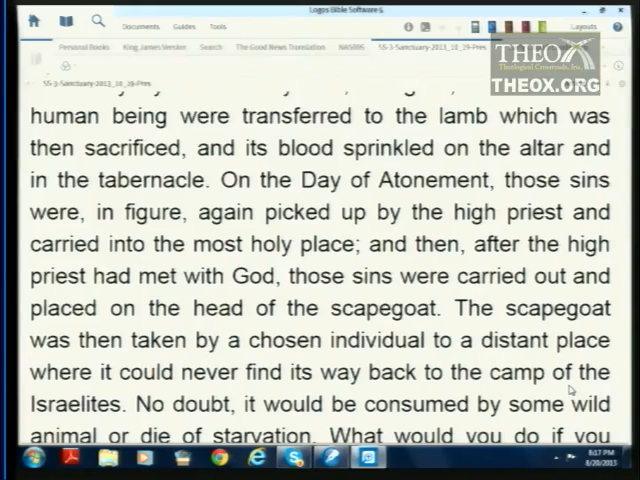 Logos Bible Software 5
Documents Guides Tools Layouts
Personal Books King James Version Search The Good News Translation NASB95 SS-3-Sanctuary-2013_10_19-Pres
THEOX
Theological Crossroads, Inc.
THEOX.ORG
SS-3-Sanctuary-2013_10_19-Pres
human being were transferred to the lamb which was
then sacrificed, and its blood sprinkled on the altar and
in the tabernacle. On the Day of Atonement, those sins
were, in figure, again picked up by the high priest and
carried into the most holy place; and then, after the high
priest had met with God, those sins were carried out and
placed on the head of the scapegoat. The scapegoat
was then taken by a chosen individual to a distant place
where it could never find its way back to the camp of the
Israelites. No doubt, it would be consumed by some wild
animal or die of starvation. What would you do if you
6:17 PM
8/20/2013